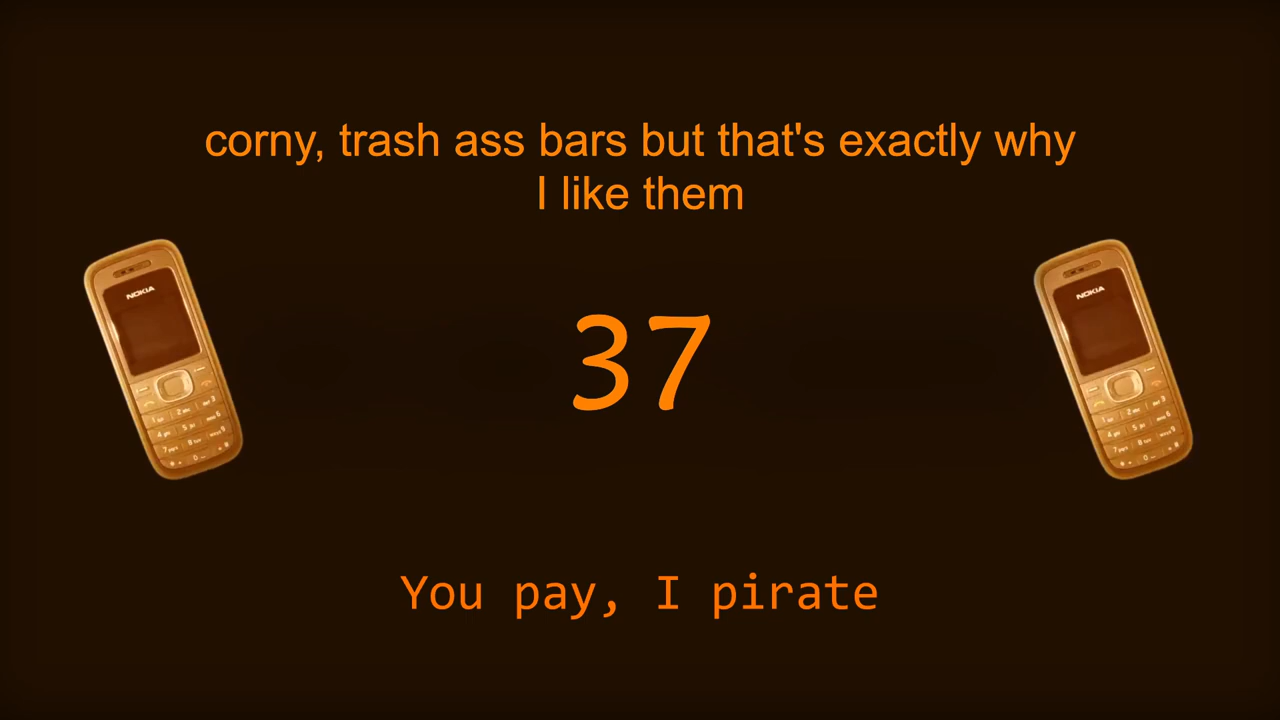 corny, trash ass bars but that's exactly why
I like them
NOKIA
NOKIA
37
You pay, I pirate